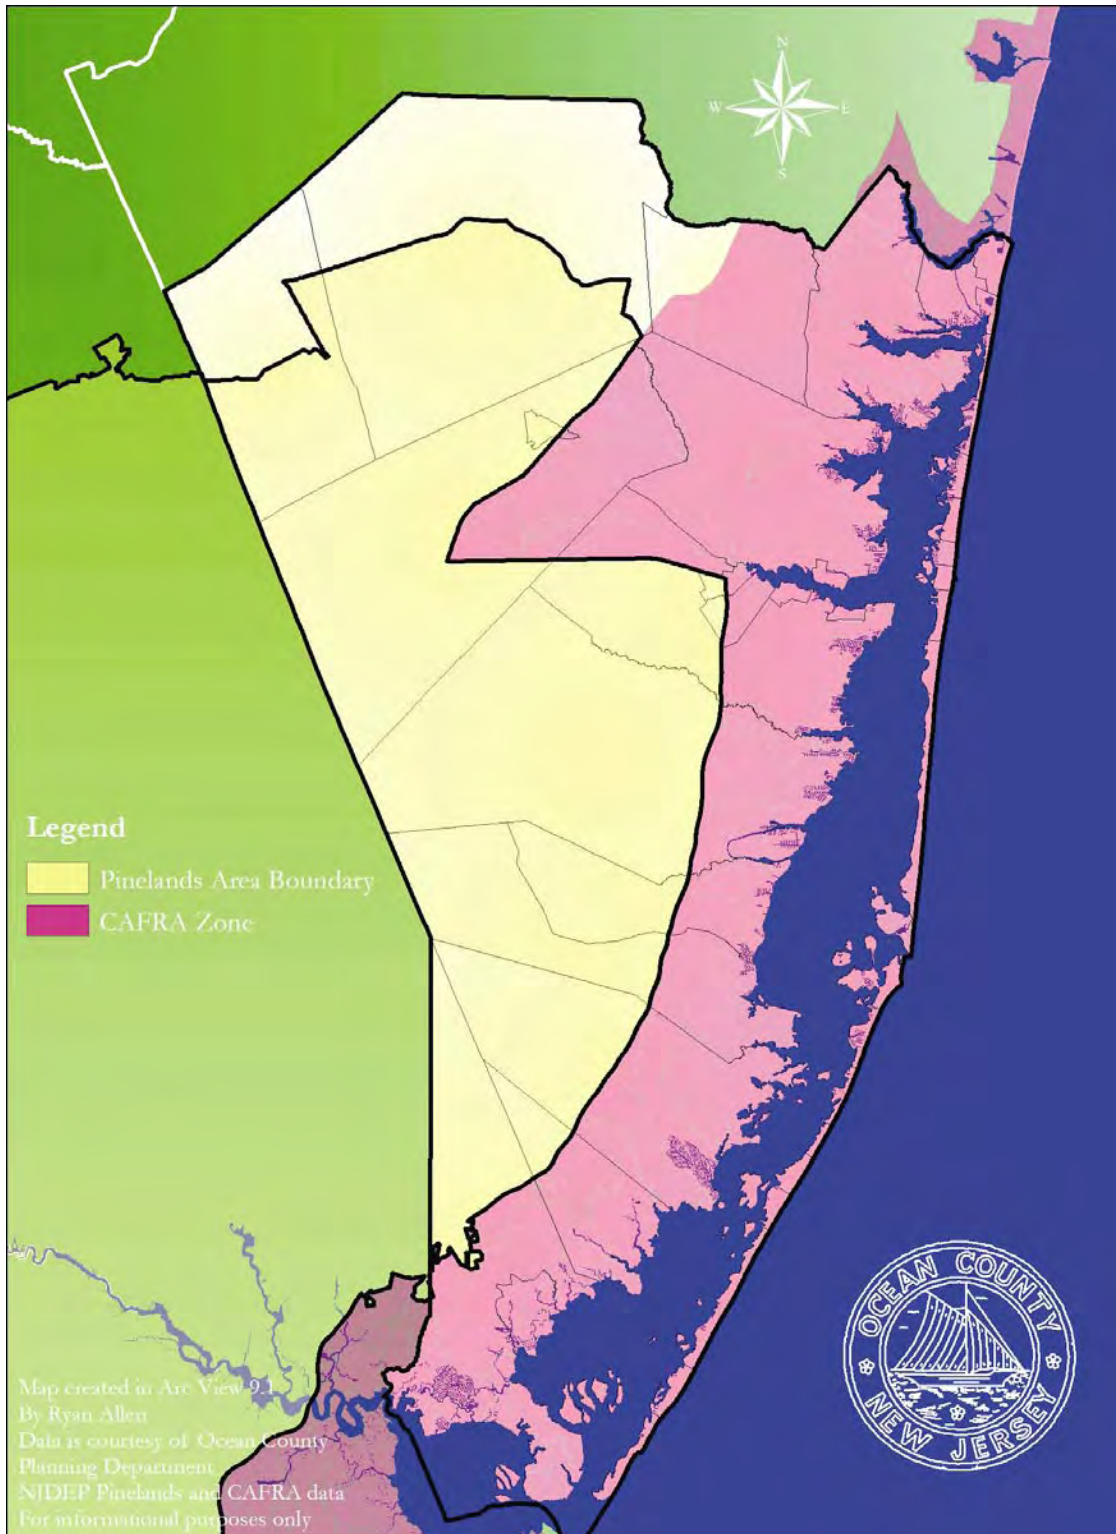 N
W E
S
Legend
Pinelands Area Boundary
CAFRA Zone
OCEAN COUNTY
NEW JERSEY
Map created in Arc View 9.1
By Ryan Allen
Data is courtesy of Ocean County
Planning Department
NJDEP Pinelands and CAFRA data
For informational purposes only